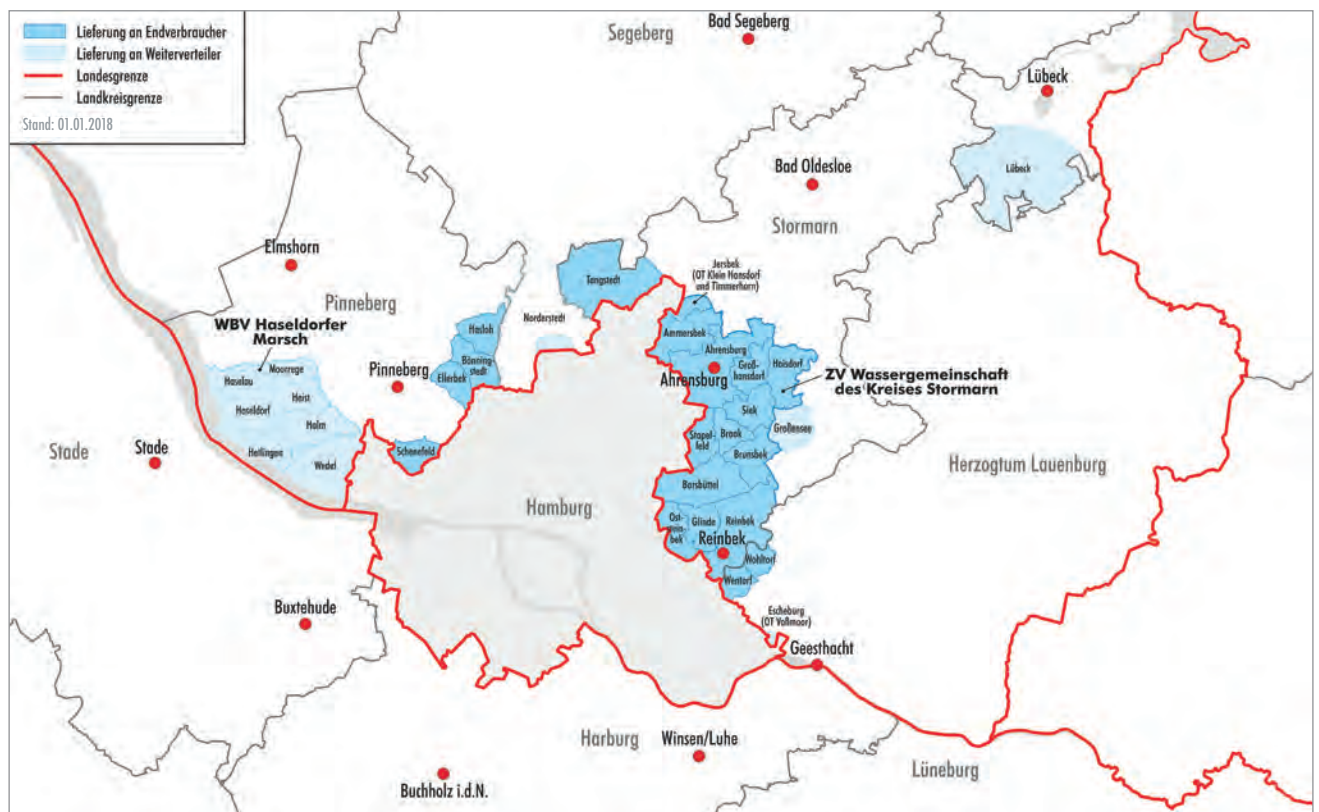 Lieferung an Endverbraucher
Lieferung an Weiterverteiler
Landesgrenze
Landkreisgrenze
Stand: 01.01.2018
Segeberg
Bad Segeberg
Lübeck
Lübeck
Bad Oldesloe
Stormarn
Elmshorn
Pinneberg
WBV Haseldorfer
Marsch
Tangstedt
Jersbek
(OT Klein Hansdorf
und Timmerhorn)
Norderstedt
Hasloh
Bönning-
stedt
Ellerbek
Pinneberg
Ammersbek
Ahrensburg
Ahrensburg
Groß-
hansdorf
Hoisdorf
ZV Wassergemeinschaft
des Kreises Stormarn
Moorrege
Haselau
Heist
Haseldorf
Holm
Hetlingen
Wedel
Schenefeld
Siek
Großensee
Stapel-
feld
Braak
Brunsbek
Stade
Stade
Herzogtum Lauenburg
Barsbüttel
Hamburg
Ost-
stein-
bek
Glinde
Reinbek
Reinbek
Wohltorf
Wentorf
Buxtehude
Escheburg
(OT Voßmoor)
Geesthacht
Harburg
Winsen/Luhe
Lüneburg
Buchholz i.d.N.